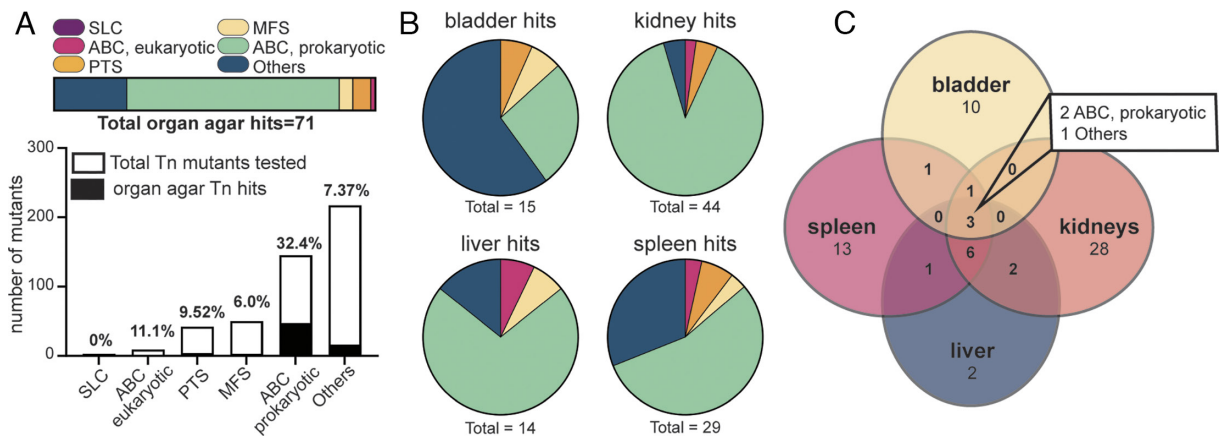 A
SLC
MFS
ABC, eukaryotic
ABC, prokaryotic
PTS
Others
Total organ agar hits=71
300
200
100
0
number of mutants
Total Tn mutants tested
organ agar Tn hits
0%
11.1%
9.52%
6.0%
32.4%
7.37%
SLC
ABC
eukaryotic
PTS
MFS
ABC
prokaryotic
Others
B
bladder hits
Total = 15
kidney hits
Total = 44
liver hits
Total = 14
spleen hits
Total = 29
C
bladder
10
2 ABC, prokaryotic
1 Others
1
0
1
spleen
13
0
3
0
kidneys
28
6
1
2
liver
2